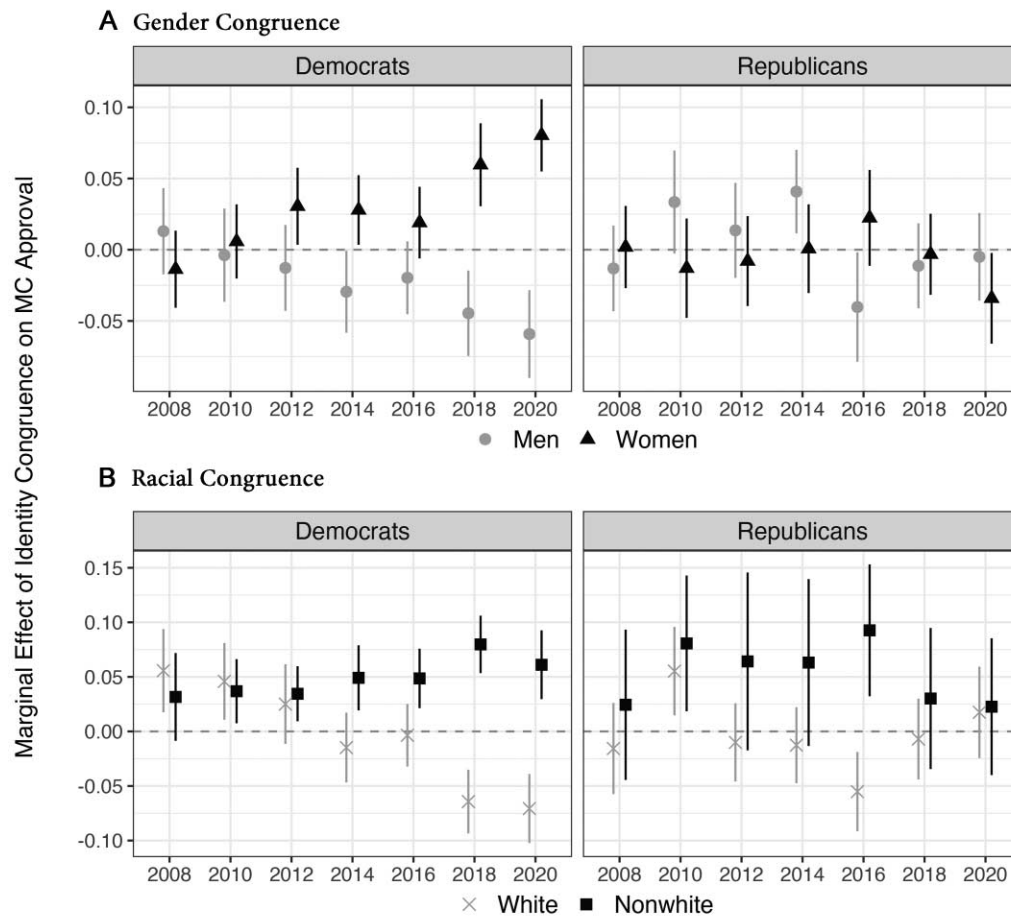 A Gender Congruence
Democrats Republicans
0.10
0.05
0.00
-0.05
2008 2010 2012 2014 2016 2018 2020 2008 2010 2012 2014 2016 2018 2020
Men Women
Marginal Effect of Identity Congruence on MC Approval
B Racial Congruence
Democrats Republicans
0.15
0.10
0.05
0.00
-0.05
-0.10
2008 2010 2012 2014 2016 2018 2020 2008 2010 2012 2014 2016 2018 2020
White Nonwhite